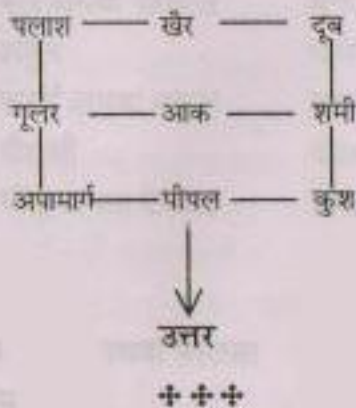 पलाश खैर दूब
गूलर आक शमी
अपामार्ग पीपल कुश
उत्तर